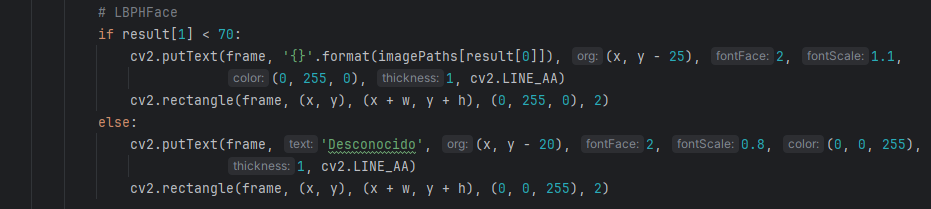 # LBPHFace
if result[1] < 70:
cv2.putText(frame, '{}'.format(imagePaths[result[0]]), org: (x, y - 25), fontFace: 2, fontScale: 1.1,
color: (0, 255, 0), thickness: 1, cv2.LINE_AA)
cv2.rectangle(frame, (x, y), (x + w, y + h), (0, 255, 0), 2)
else:
cv2.putText(frame, text: 'Desconocido', org: (x, y - 20), fontFace: 2, fontScale: 0.8, color: (0, 0, 255),
thickness: 1, cv2.LINE_AA)
cv2.rectangle(frame, (x, y), (x + w, y + h), (0, 0, 255), 2)